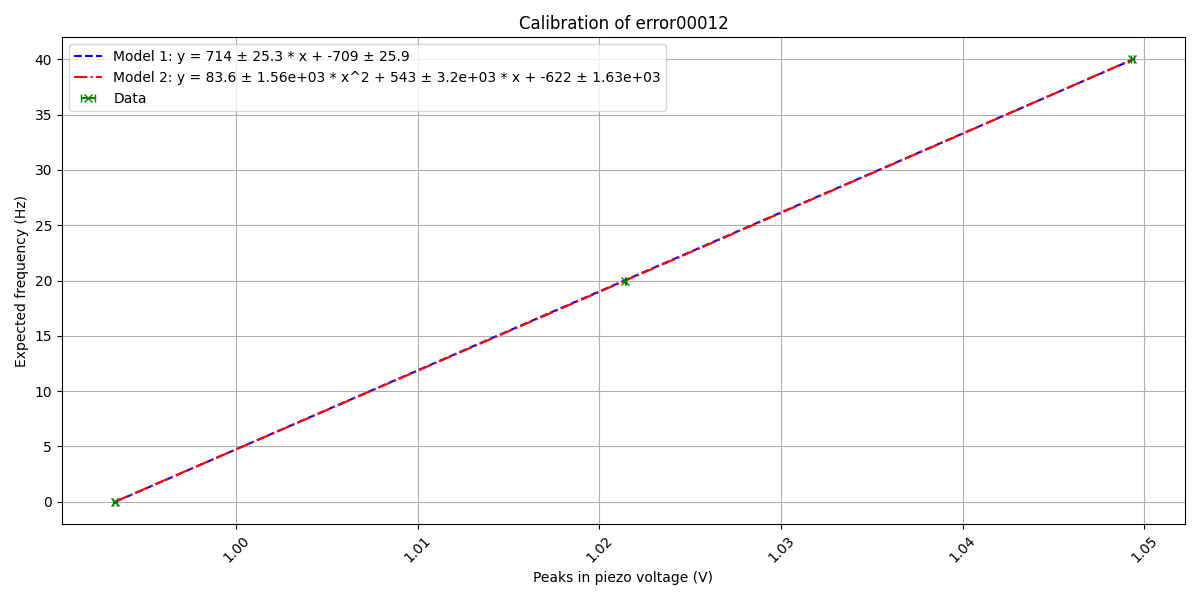 Calibration of error00012
Model 1: y = 714 ± 25.3 * x + -709 ± 25.9
Model 2: y = 83.6 ± 1.56e+03 * x^2 + 543 ± 3.2e+03 * x + -622 ± 1.63e+03
Data
Expected frequency (Hz)
40
35
30
25
20
15
10
5
0
1.00
1.01
1.02
1.03
1.04
1.05
Peaks in piezo voltage (V)